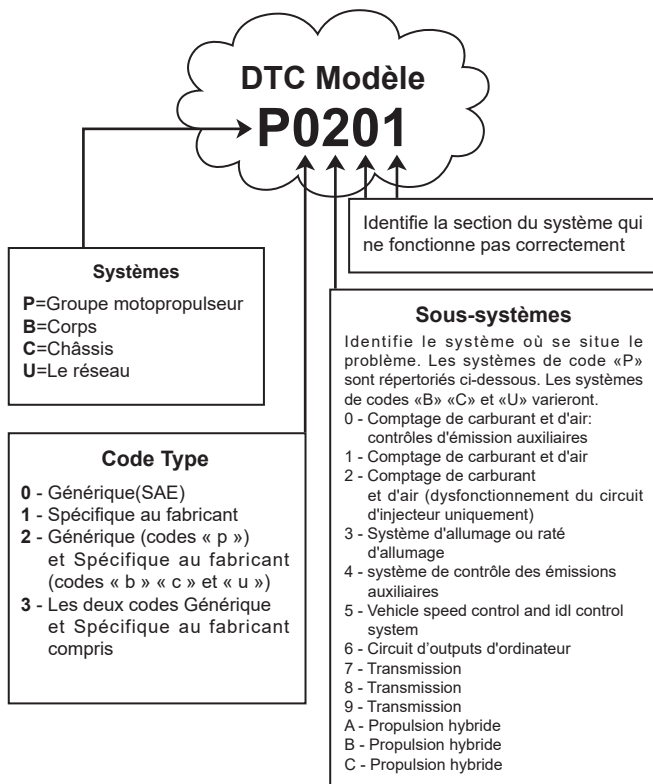 DTC Modèle
P0201
Identifie la section du système qui
ne fonctionne pas correctement
Systèmes
P=Groupe motopropulseur
B=Corps
C=Châssis
U=Le réseau
Sous-systèmes
Identifie le système où se situe le
problème. Les systèmes de code «P»
sont répertoriés ci-dessous. Les systèmes
de codes «B» «C» et «U» varieront.
0 - Comptage de carburant et d'air:
contrôles d'émission auxiliaires
1 - Comptage de carburant et d'air
2 - Comptage de carburant
et d'air (dysfonctionnement du circuit
d'injecteur uniquement)
3 - Système d'allumage ou raté
d'allumage
4 - système de contrôle des émissions
auxiliaires
5 - Vehicle speed control and idl control
system
6 - Circuit d'outputs d'ordinateur
7 - Transmission
8 - Transmission
9 - Transmission
A - Propulsion hybride
B - Propulsion hybride
C - Propulsion hybride
Code Type
0 - Générique(SAE)
1 - Spécifique au fabricant
2 - Générique (codes « p »)
et Spécifique au fabricant
(codes « b » « c » et « u »)
3 - Les deux codes Générique
et Spécifique au fabricant
compris